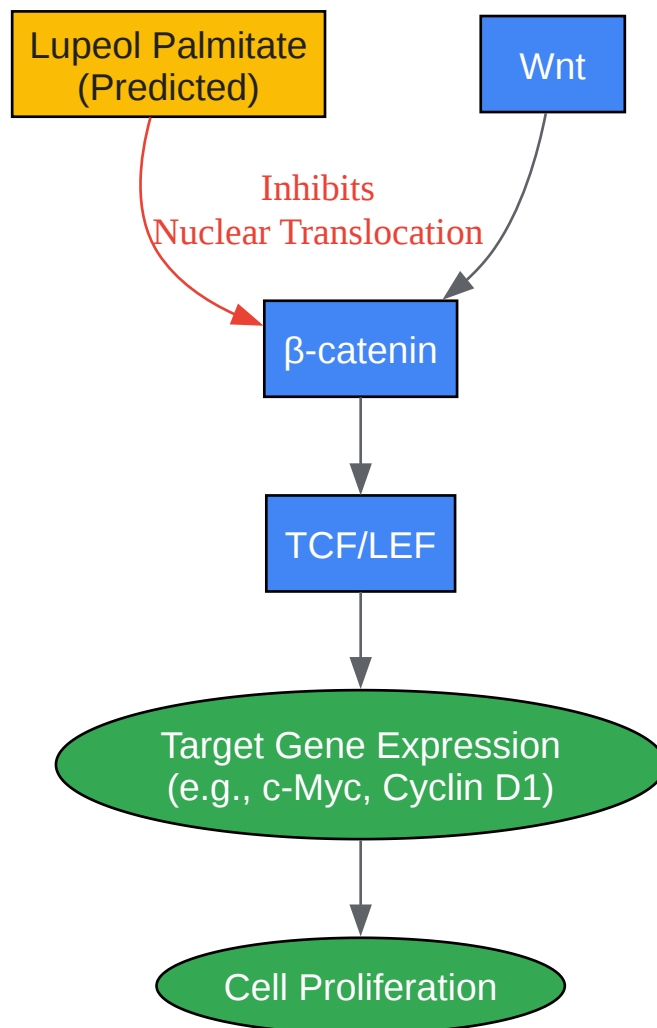 Lupeol Palmitate
(Predicted)
Wnt
Inhibits
Nuclear Translocation
β-catenin
TCF/LEF
Target Gene Expression
(e.g., c-Myc, Cyclin D1)
Cell Proliferation